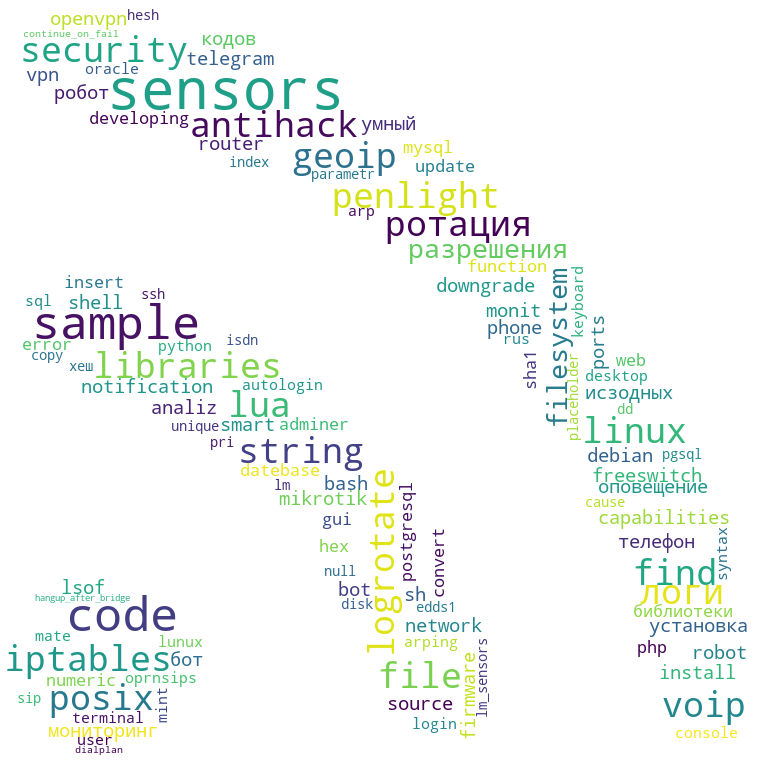 hesh
openvpn
continue_on_fail
кодов
security
telegram
oracle
vpn
sensors
робот
developing
antihack
умный
router
mysql
geoip
index
update
parametr
penlight
arp
ротация
разрешения
function
insert
downgrade
ssh
sql
shell
keyboard
filesystem
monit
sample
phone
ports
rus
isdn
error
python
copy
sha1
web
хеш
libraries
placeholder
desktop
notification
autologin
исзодных
analiz
lua
dd
unique
smart
adminer
linux
pri
string
debian
pgsql
datebase
logrotate
freeswitch
lm
bash
postgresql
оповещение
mikrotik
cause
gui
capabilities
convert
телефон
syntax
hex
null
find
lsof
bot
sh
логи
hangup_after_bridge
disk
edds1
библиотеки
code
network
установка
mate
lunux
arping
php
robot
iptables
бот
lm_sensors
firmware
file
install
numeric
oprnsips
sip
posix
mint
source
voip
terminal
login
мониторинг
console
user
dialplan